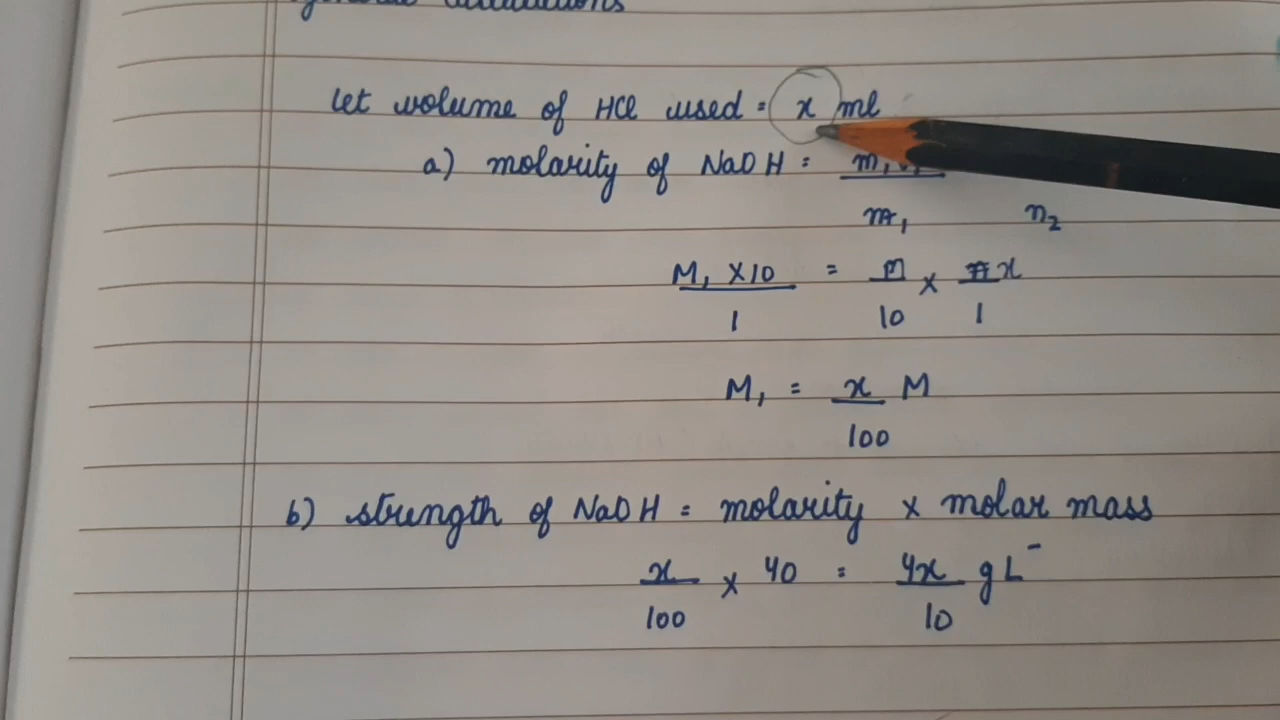 let volume of HCl used = x ml
a) molarity of NaOH = M1V1
n1 n2
M1 X10 = M x x
1 10 1
M1 = x M
100
b) strength of NaOH = molarity x molar mass
x x 40 = 4x gL-
100 10